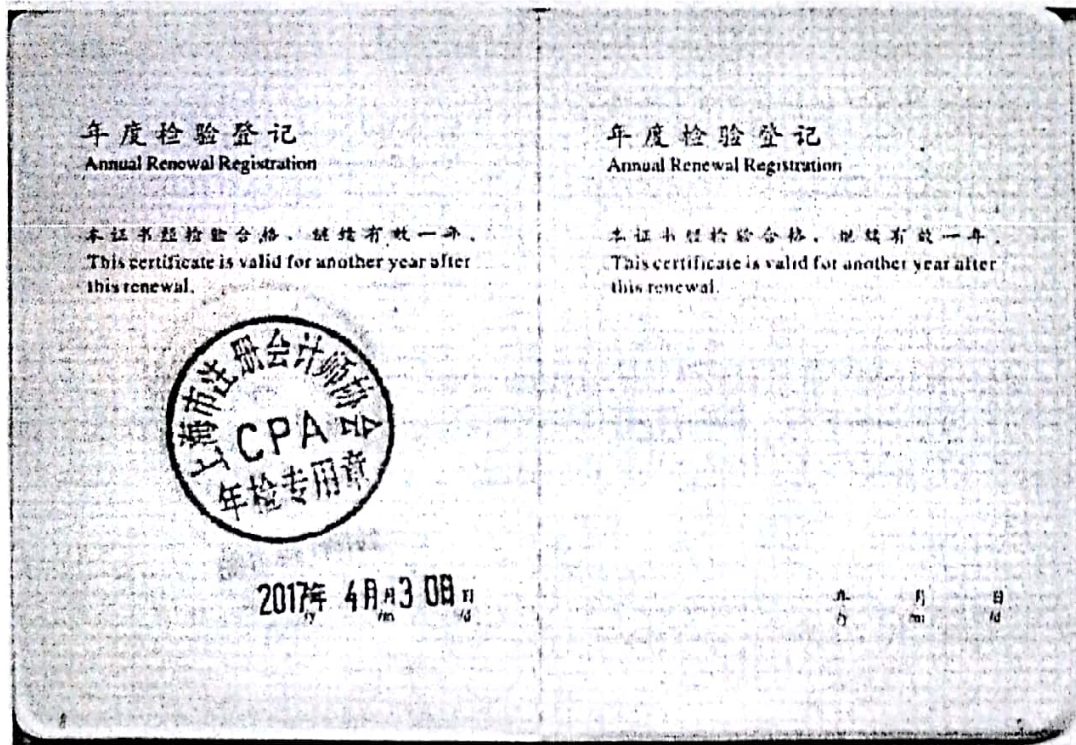 年度检验登记
Annual Renewal Registration
本证书经检验合格，继续有效一年。
This certificate is valid for another year after
this renewal.
上海市注册会计师协会
CPA
年检专用章
2017年 4月月30日日
/y /m /d
年度检验登记
Annual Renewal Registration
本证书经检验合格，继续有效一年。
This certificate is valid for another year after
this renewal.
年 月 日
/y /m /d